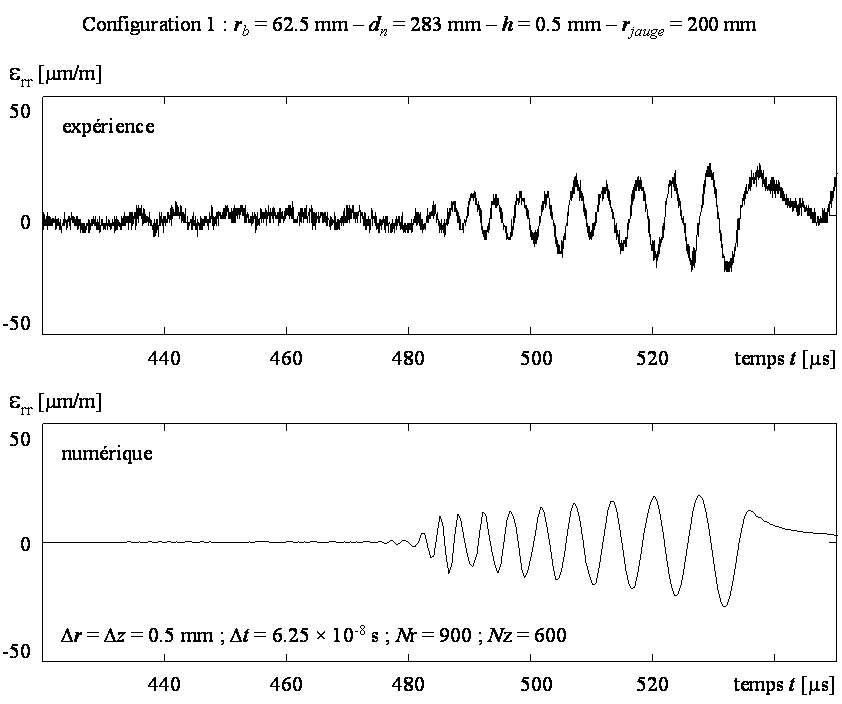 Configuration 1 : r_b = 62.5 mm – d_n = 283 mm – h = 0.5 mm – r_jauge = 200 mm
ε_rr [µm/m]
50
expérience
0
-50
440 460 480 500 520 temps t [µs]
ε_rr [µm/m]
50
numérique
0
Δr = Δz = 0.5 mm ; Δt = 6.25 × 10^-8 s ; Nr = 900 ; Nz = 600
-50
440 460 480 500 520 temps t [µs]